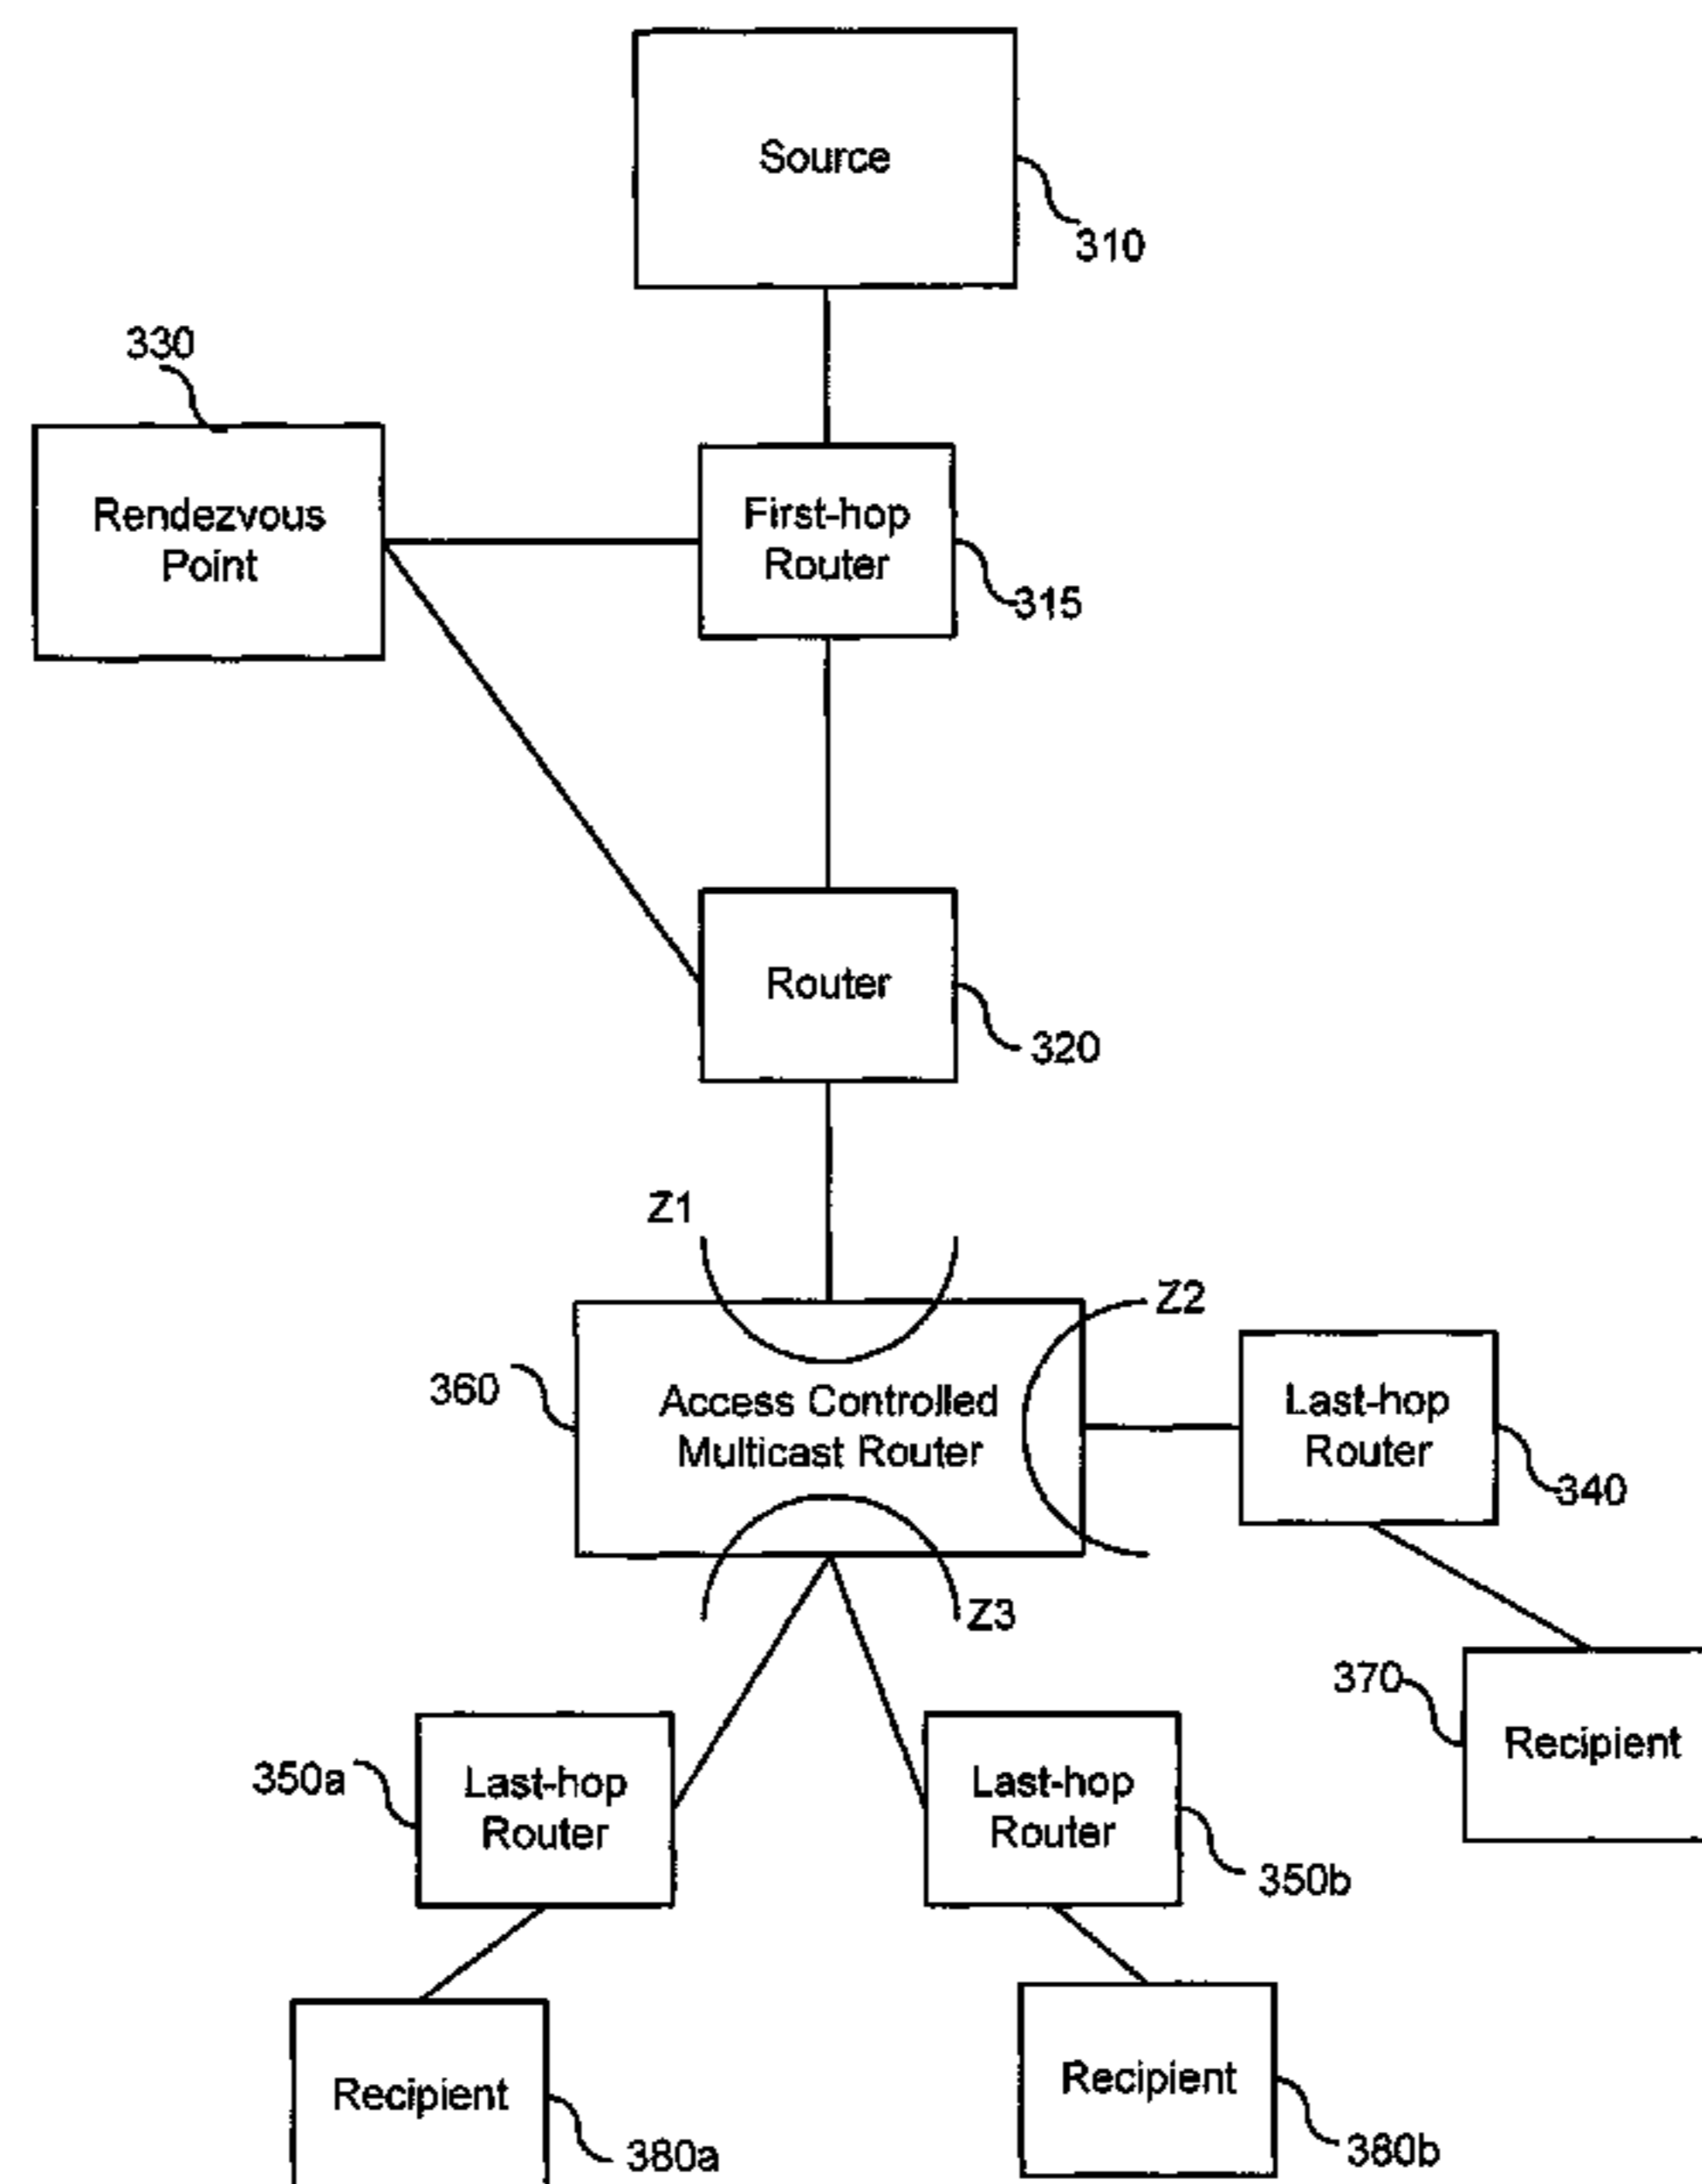 Source
310
330
Rendezvous
Point
First-hop
Router
315
Router
320
Z1
Z2
360
Access Controlled
Multicast Router
Last-hop
Router
340
Z3
370
Recipient
350a
Last-hop
Router
Last-hop
Router
350b
Recipient
380a
Recipient
380b